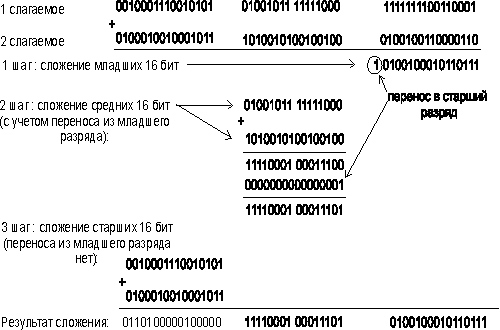 1 слагаемое 0010001110010101 01001011 11111000 1111111100110001
+
2 слагаемое 0100010010001011 1010010100100100 0100100110000110
1 шаг: сложение младших 16 бит 1 0100100010110111
перенос в старший
разряд
2 шаг: сложение средних 16 бит 01001011 11111000
(с учетом переноса из младшего +
разряда): 1010010100100100
11110001 00011100
0000000000000001
11110001 00011101
3 шаг: сложение старших 16 бит
(переноса из младшего разряда
нет): 0010001110010101
+
0100010010001011
Результат сложения: 0110100000100000 11110001 00011101 0100100010110111